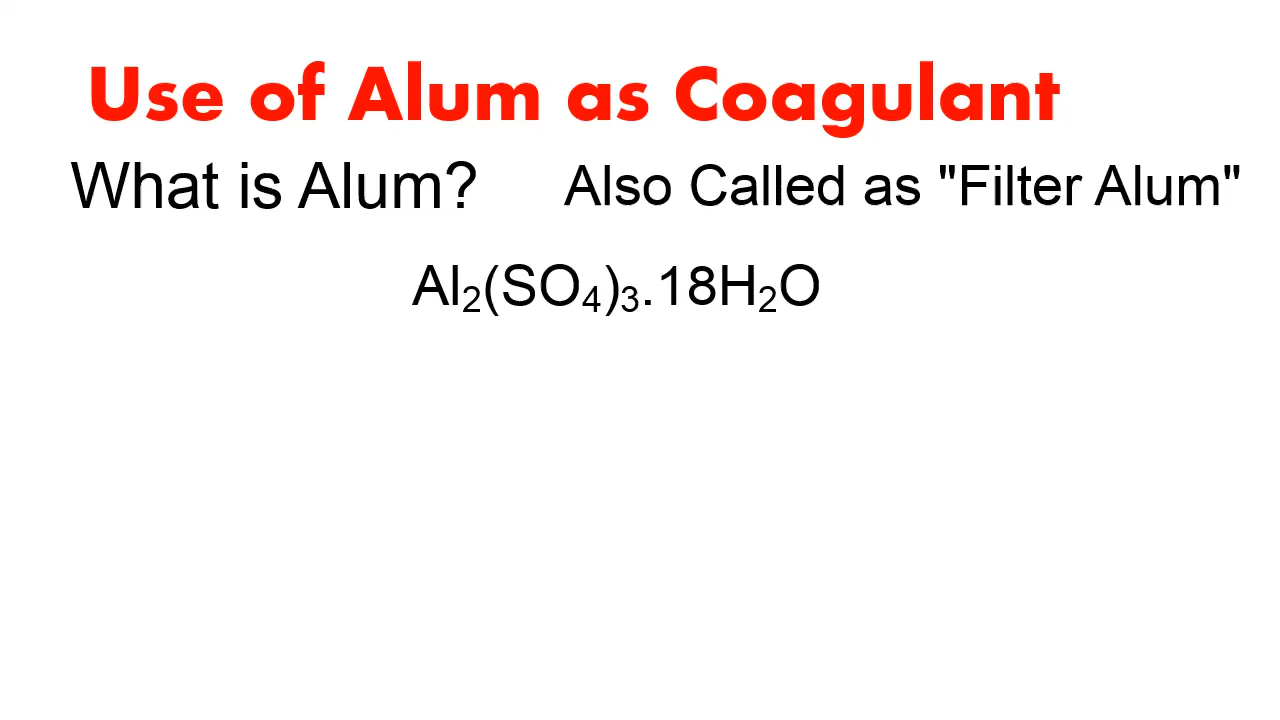 Use of Alum as Coagulant
What is Alum? Also Called as "Filter Alum"
Al₂(SO₄)₃.18H₂O